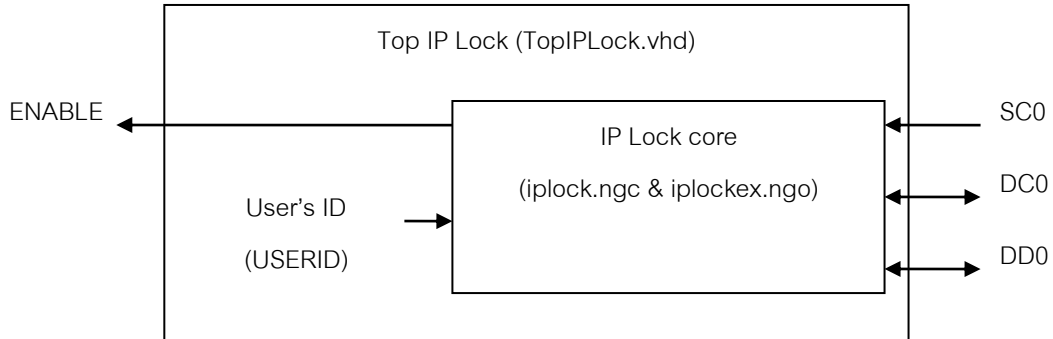 Top IP Lock (TopIPLock.vhd)
ENABLE
SC0
IP Lock core
(iplock.ngc & iplockex.ngo)
DC0
User's ID
(USERID)
DD0